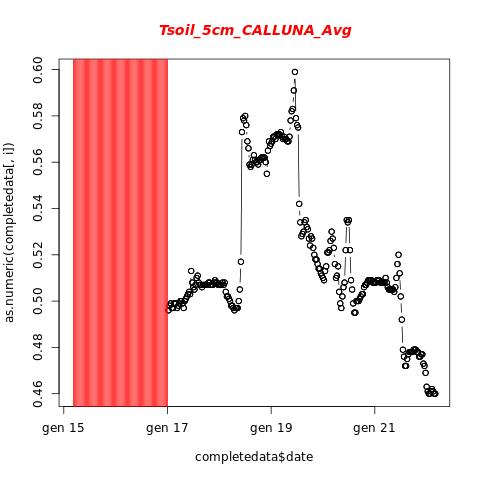 Tsoil_5cm_CALLUNA_Avg
as.numeric(completedata[, i])
0.60
0.58
0.56
0.54
0.52
0.50
0.48
0.46
gen 15 gen 17 gen 19 gen 21
completedata$date